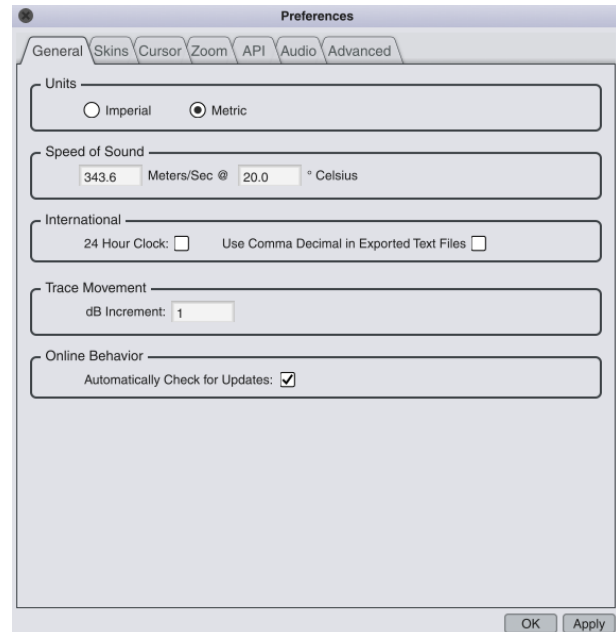 Preferences
General Skins Cursor Zoom API Audio Advanced
Units
Imperial Metric
Speed of Sound
343.6 Meters/Sec @ 20.0 ° Celsius
International
24 Hour Clock: Use Comma Decimal in Exported Text Files
Trace Movement
dB Increment: 1
Online Behavior
Automatically Check for Updates:
OK Apply